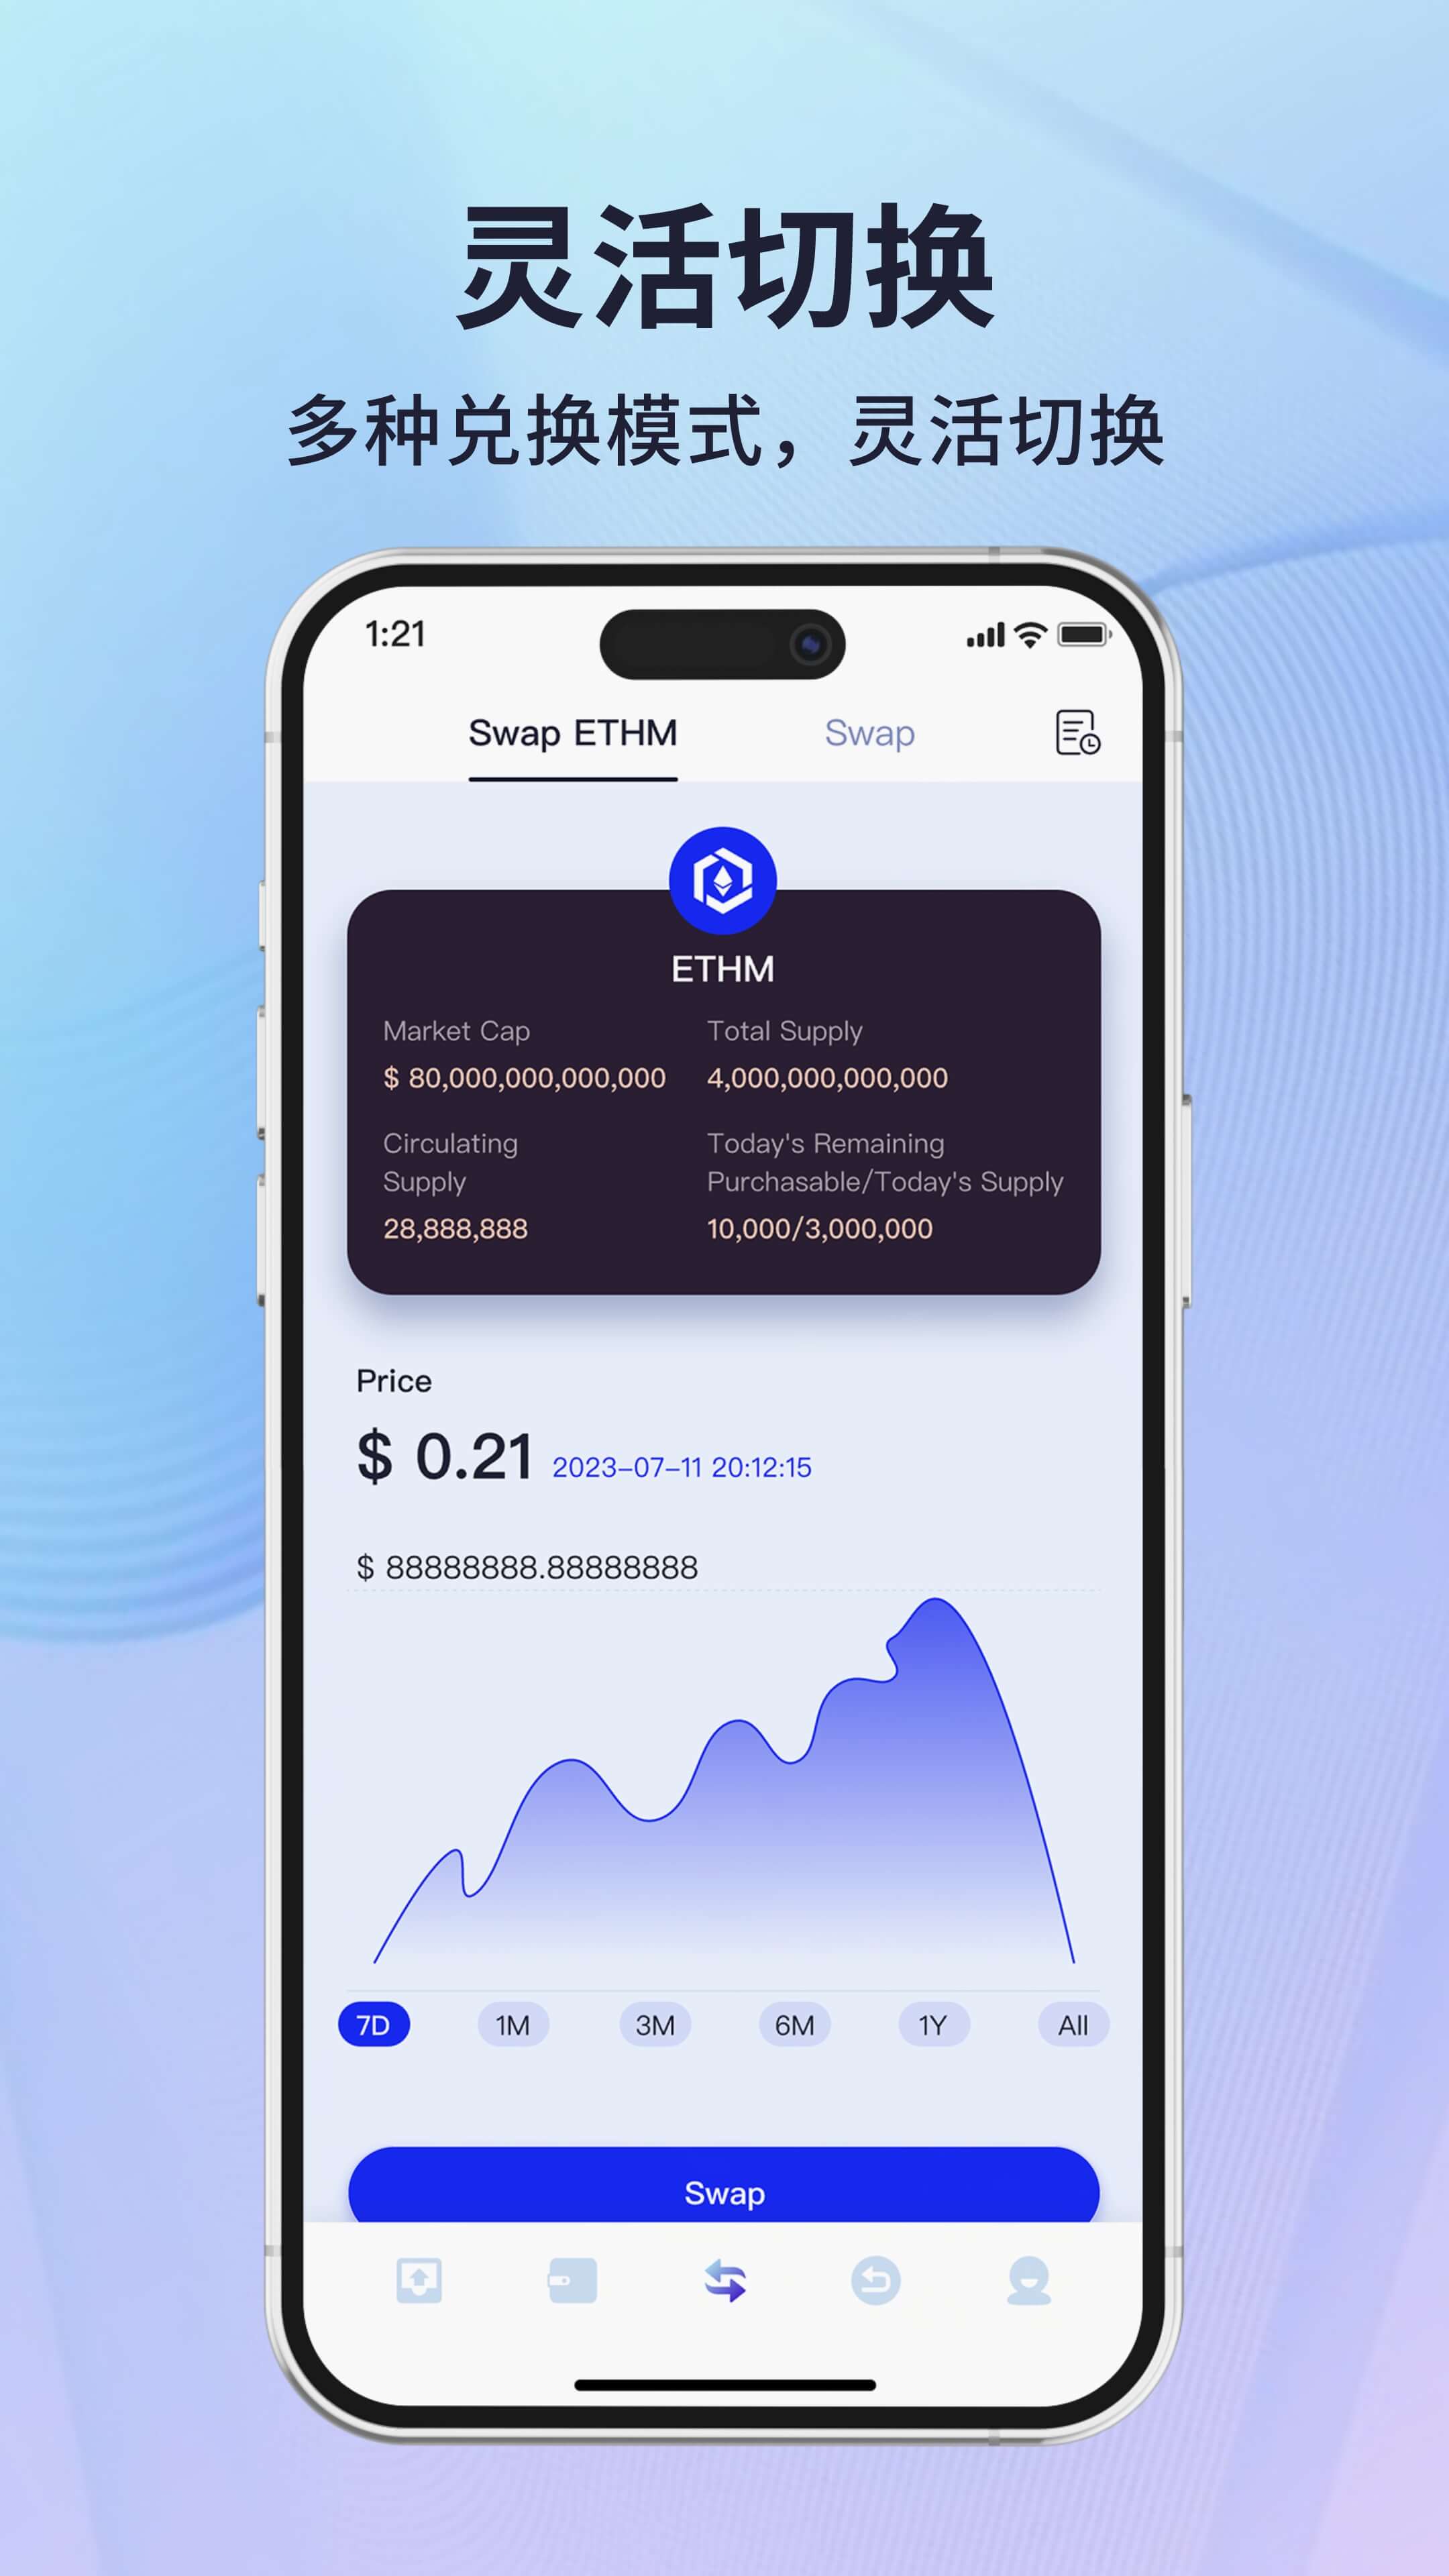 灵活切换
多种兑换模式，灵活切换
1:21
Swap ETHM
Swap
ETHM
Market Cap
$ 80,000,000,000,000
Total Supply
4,000,000,000,000
Circulating
Supply
28,888,888
Today's Remaining
Purchasable/Today's Supply
10,000/3,000,000
Price
$ 0.21 2023-07-11 20:12:15
$ 88888888.88888888
7D 1M 3M 6M 1Y All
Swap